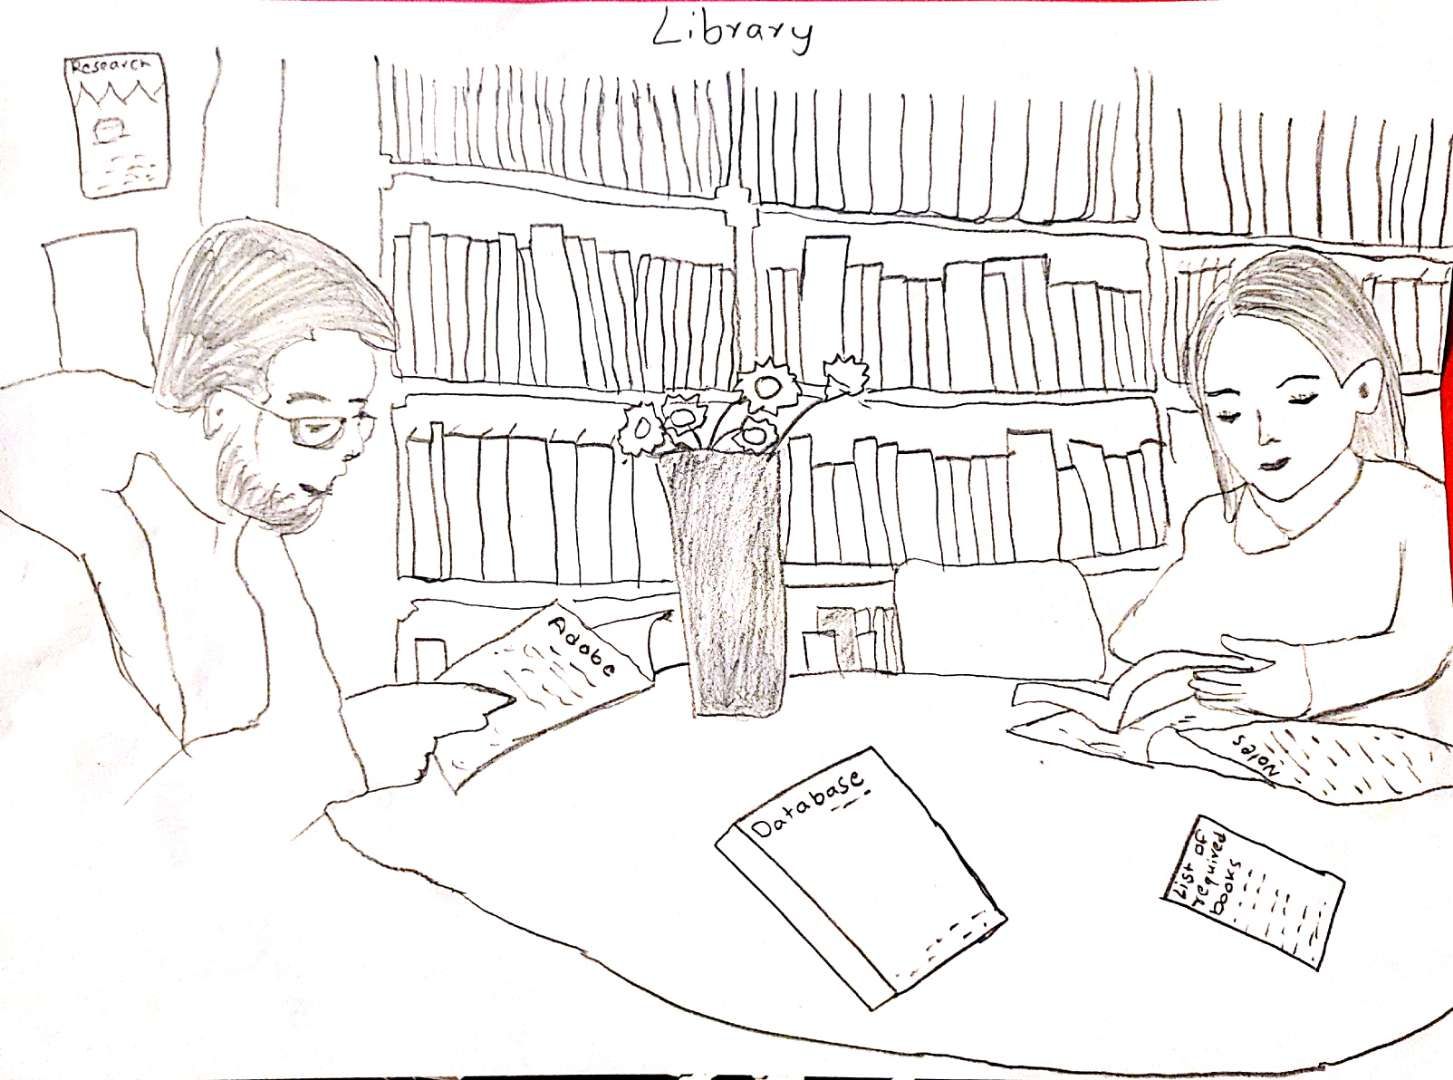 Library
Research
Adobe
Database
Notes
List of
required
books